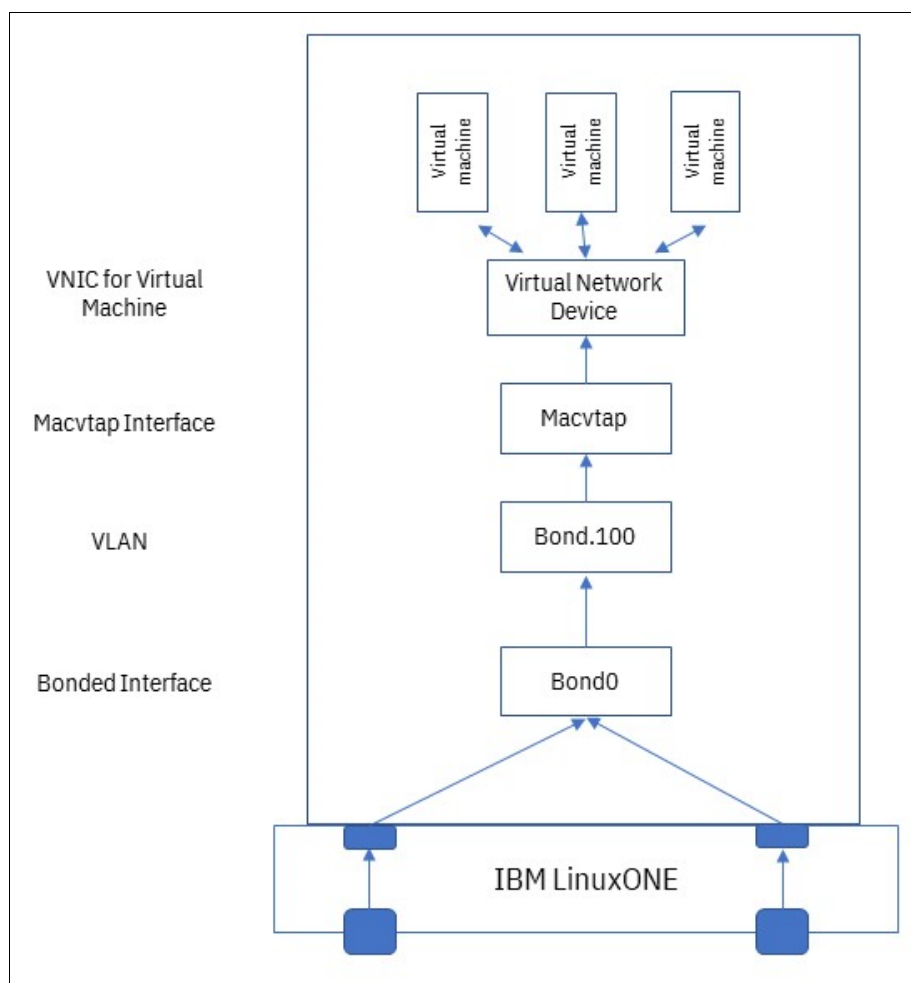 Virtual
machine
Virtual
machine
Virtual
machine
VNIC for Virtual
Machine
Virtual Network
Device
Macvtap Interface
Macvtap
VLAN
Bond.100
Bonded Interface
Bond0
IBM LinuxONE